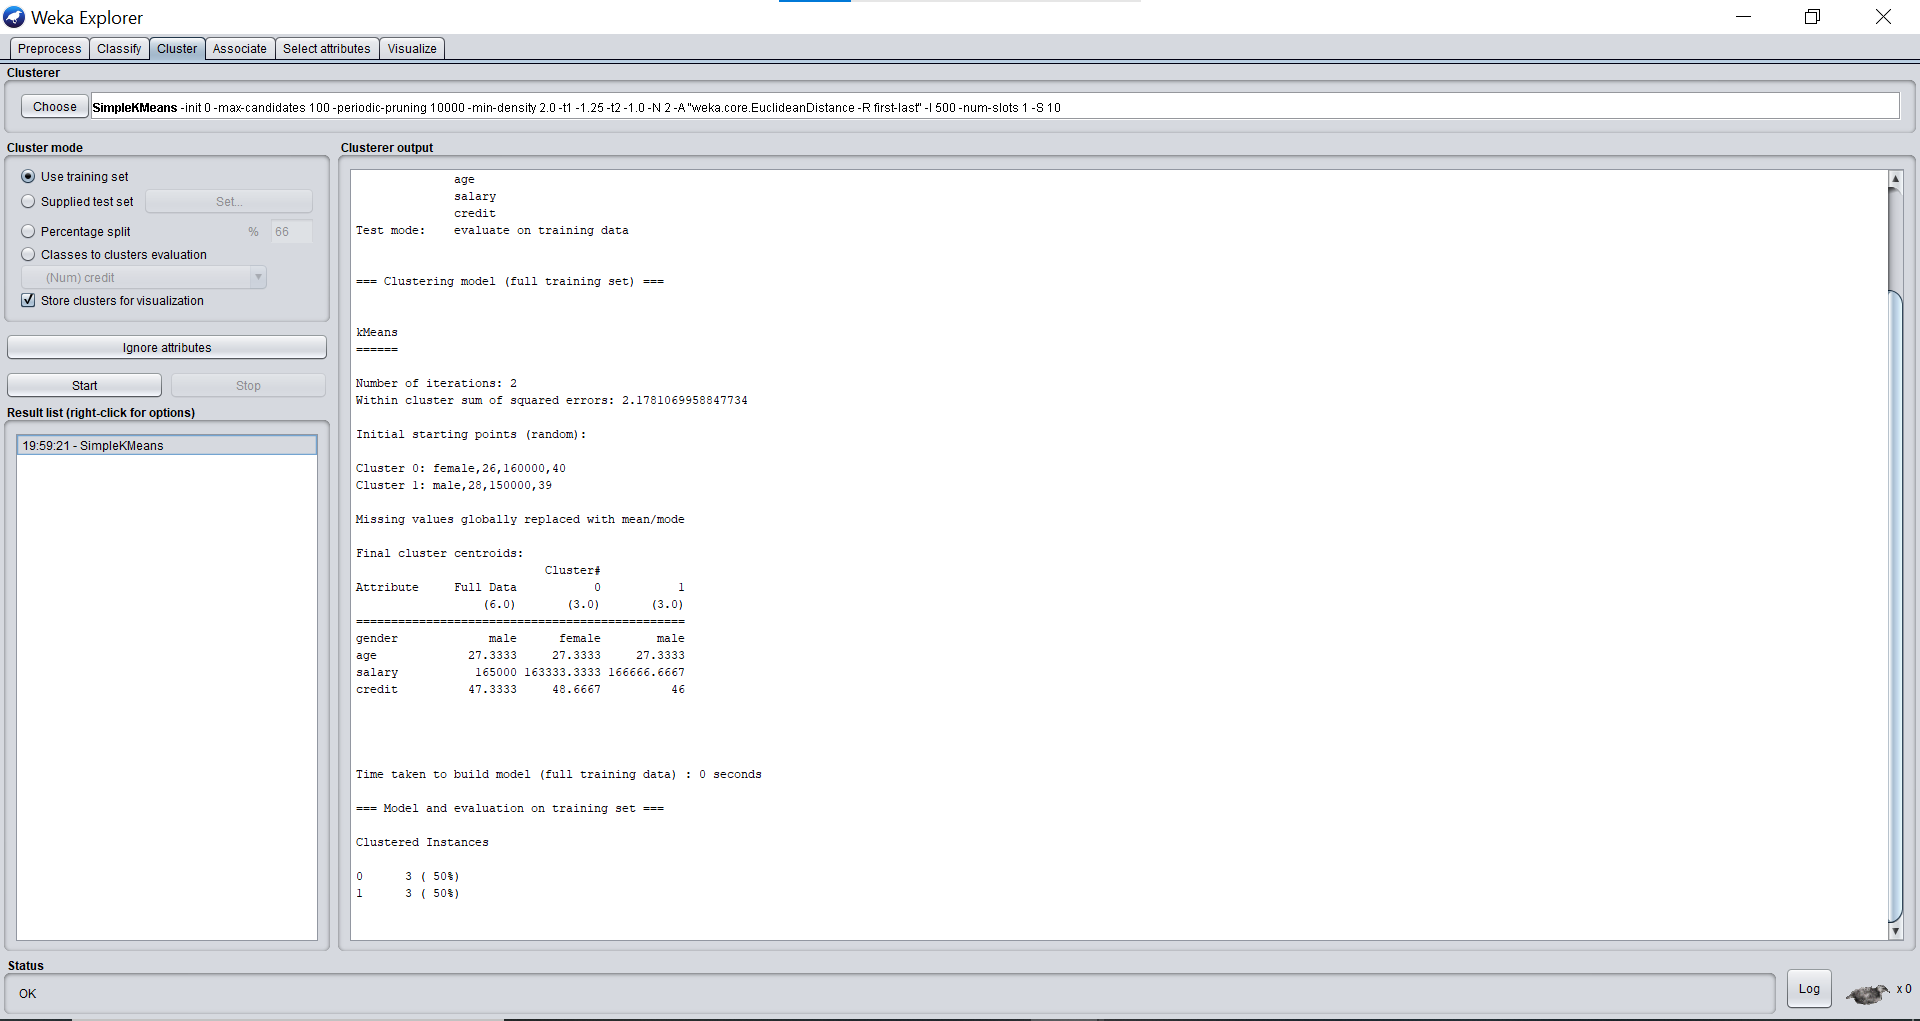 Weka Explorer
Preprocess Classify Cluster Associate Select attributes Visualize
Clusterer
Choose SimpleKMeans -init 0 -max-candidates 100 -periodic-pruning 10000 -min-density 2.0 -t1 -1.25 -t2 -1.0 -N 2 -A "weka.core.EuclideanDistance -R first-last" -I 500 -num-slots 1 -S 10
Cluster mode
Use training set
Supplied test set Set...
Percentage split % 66
Classes to clusters evaluation
(Num) credit
Store clusters for visualization
Ignore attributes
Start Stop
Result list (right-click for options)
19:59:21 - SimpleKMeans
Clusterer output
age
salary
credit
Test mode: evaluate on training data
=== Clustering model (full training set) ===
kMeans
======
Number of iterations: 2
Within cluster sum of squared errors: 2.1781069958847734
Initial starting points (random):
Cluster 0: female,26,160000,40
Cluster 1: male,28,150000,39
Missing values globally replaced with mean/mode
Final cluster centroids:
Cluster#
Attribute Full Data 0 1
(6.0) (3.0) (3.0)
===============================================
gender male female male
age 27.3333 27.3333 27.3333
salary 165000 163333.3333 166666.6667
credit 47.3333 48.6667 46
Time taken to build model (full training data) : 0 seconds
=== Model and evaluation on training set ===
Clustered Instances
0 3 ( 50%)
1 3 ( 50%)
Status
OK
Log x 0